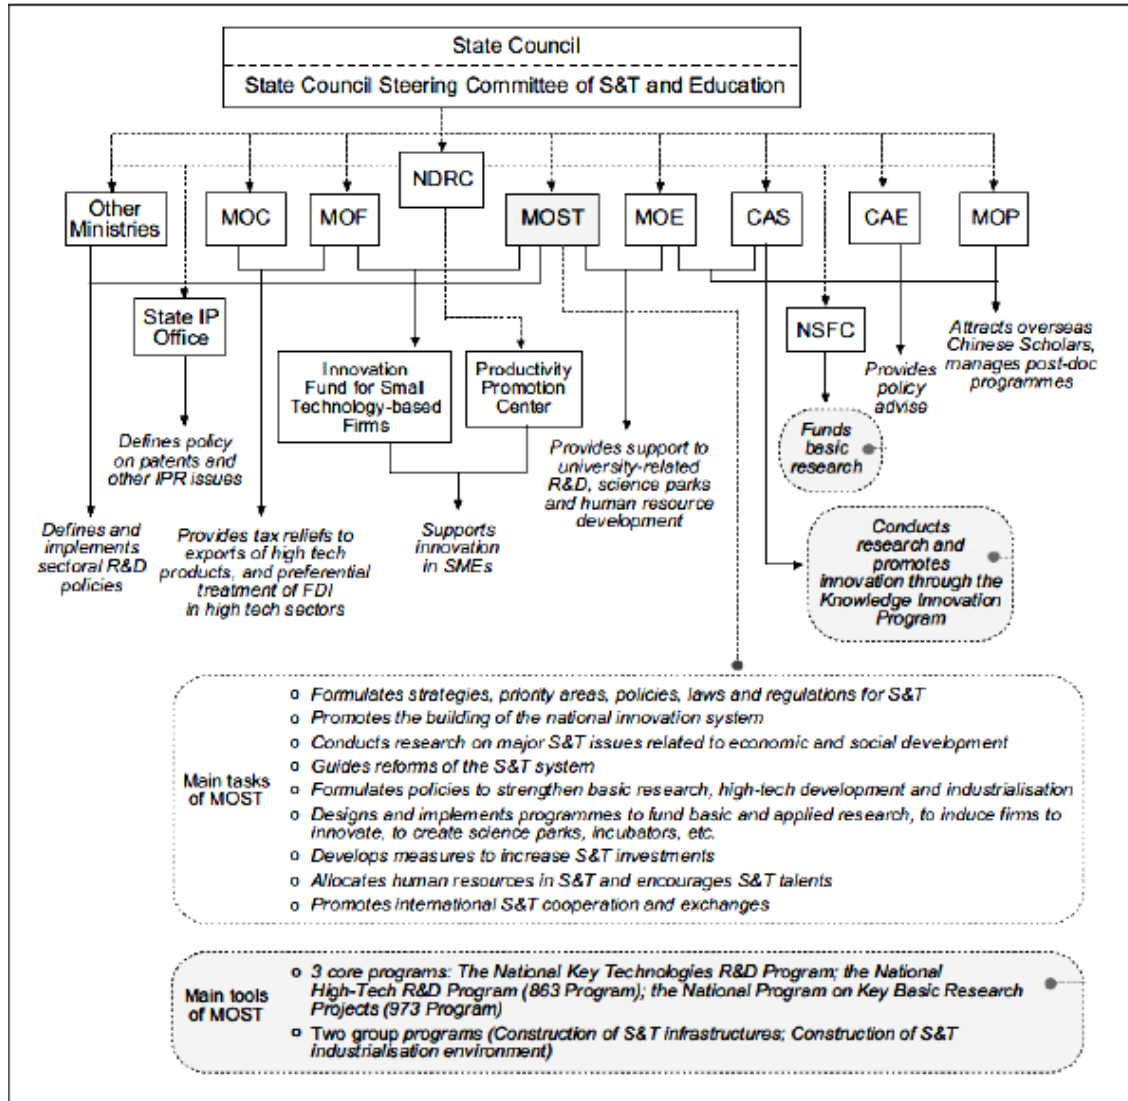 State Council
State Council Steering Committee of S&T and Education
NDRC
Other
Ministries
MOC
MOF
MOST
MOE
CAS
CAE
MOP
State IP
Office
NSFC
Innovation
Fund for Small
Technology-based
Firms
Productivity
Promotion
Center
Attracts overseas
Chinese Scholars,
manages post-doc
programmes
Provides
policy
advise
Funds
basic
research
Defines policy
on patents and
other IPR issues
Provides support to
university-related
R&D, science parks
and human resource
development
Defines and
implements
sectoral R&D
policies
Provides tax reliefs to
exports of high tech
products, and preferential
treatment of FDI
in high tech sectors
Supports
innovation
in SMEs
Conducts
research and
promotes
innovation through the
Knowledge Innovation
Program
Main tasks
of MOST
o Formulates strategies, priority areas, policies, laws and regulations for S&T
o Promotes the building of the national innovation system
o Conducts research on major S&T issues related to economic and social development
o Guides reforms of the S&T system
o Formulates policies to strengthen basic research, high-tech development and industrialisation
o Designs and implements programmes to fund basic and applied research, to induce firms to
innovate, to create science parks, incubators, etc.
o Develops measures to increase S&T investments
o Allocates human resources in S&T and encourages S&T talents
o Promotes international S&T cooperation and exchanges
Main tools
of MOST
o 3 core programs: The National Key Technologies R&D Program; the National
High-Tech R&D Program (863 Program); the National Program on Key Basic Research
Projects (973 Program)
o Two group programs (Construction of S&T infrastructures; Construction of S&T
industrialisation environment)